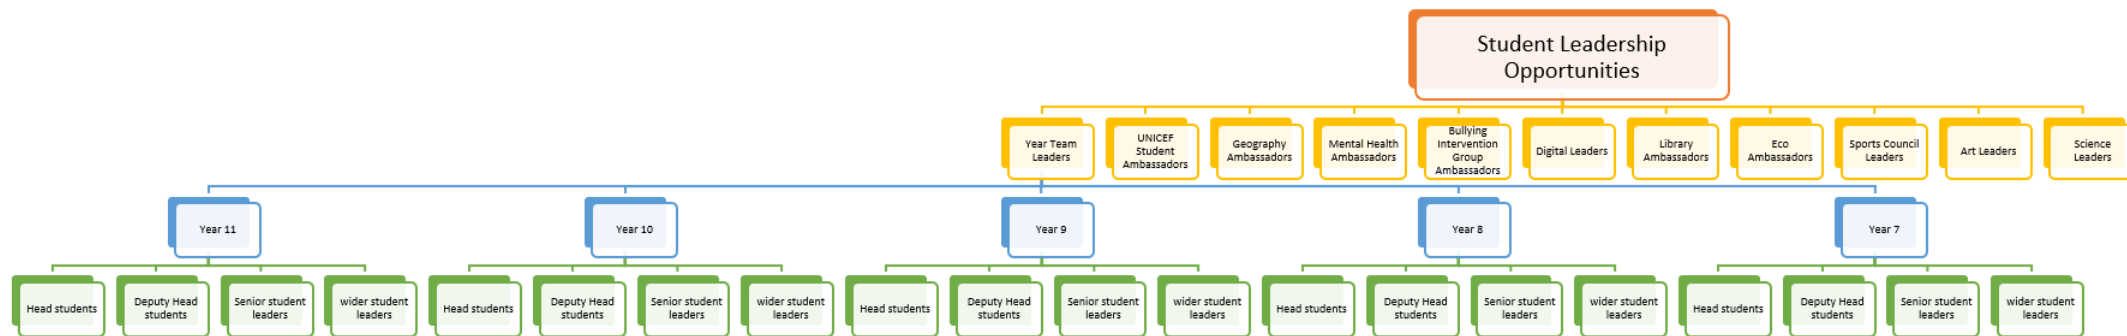 Student Leadership
Opportunities
Year Team
Leaders
UNICEF
Student
Ambassadors
Geography
Ambassadors
Mental Health
Ambassadors
Bullying
Intervention
Group
Ambassadors
Digital Leaders
Library
Ambassadors
Eco
Ambassadors
Sports Council
Leaders
Art Leaders
Science
Leaders
Year 11
Year 10
Year 9
Year 8
Year 7
Head students
Deputy Head
students
Senior student
leaders
wider student
leaders
Head students
Deputy Head
students
Senior student
leaders
wider student
leaders
Head students
Deputy Head
students
Senior student
leaders
wider student
leaders
Head students
Deputy Head
students
Senior student
leaders
wider student
leaders
Head students
Deputy Head
students
Senior student
leaders
wider student
leaders